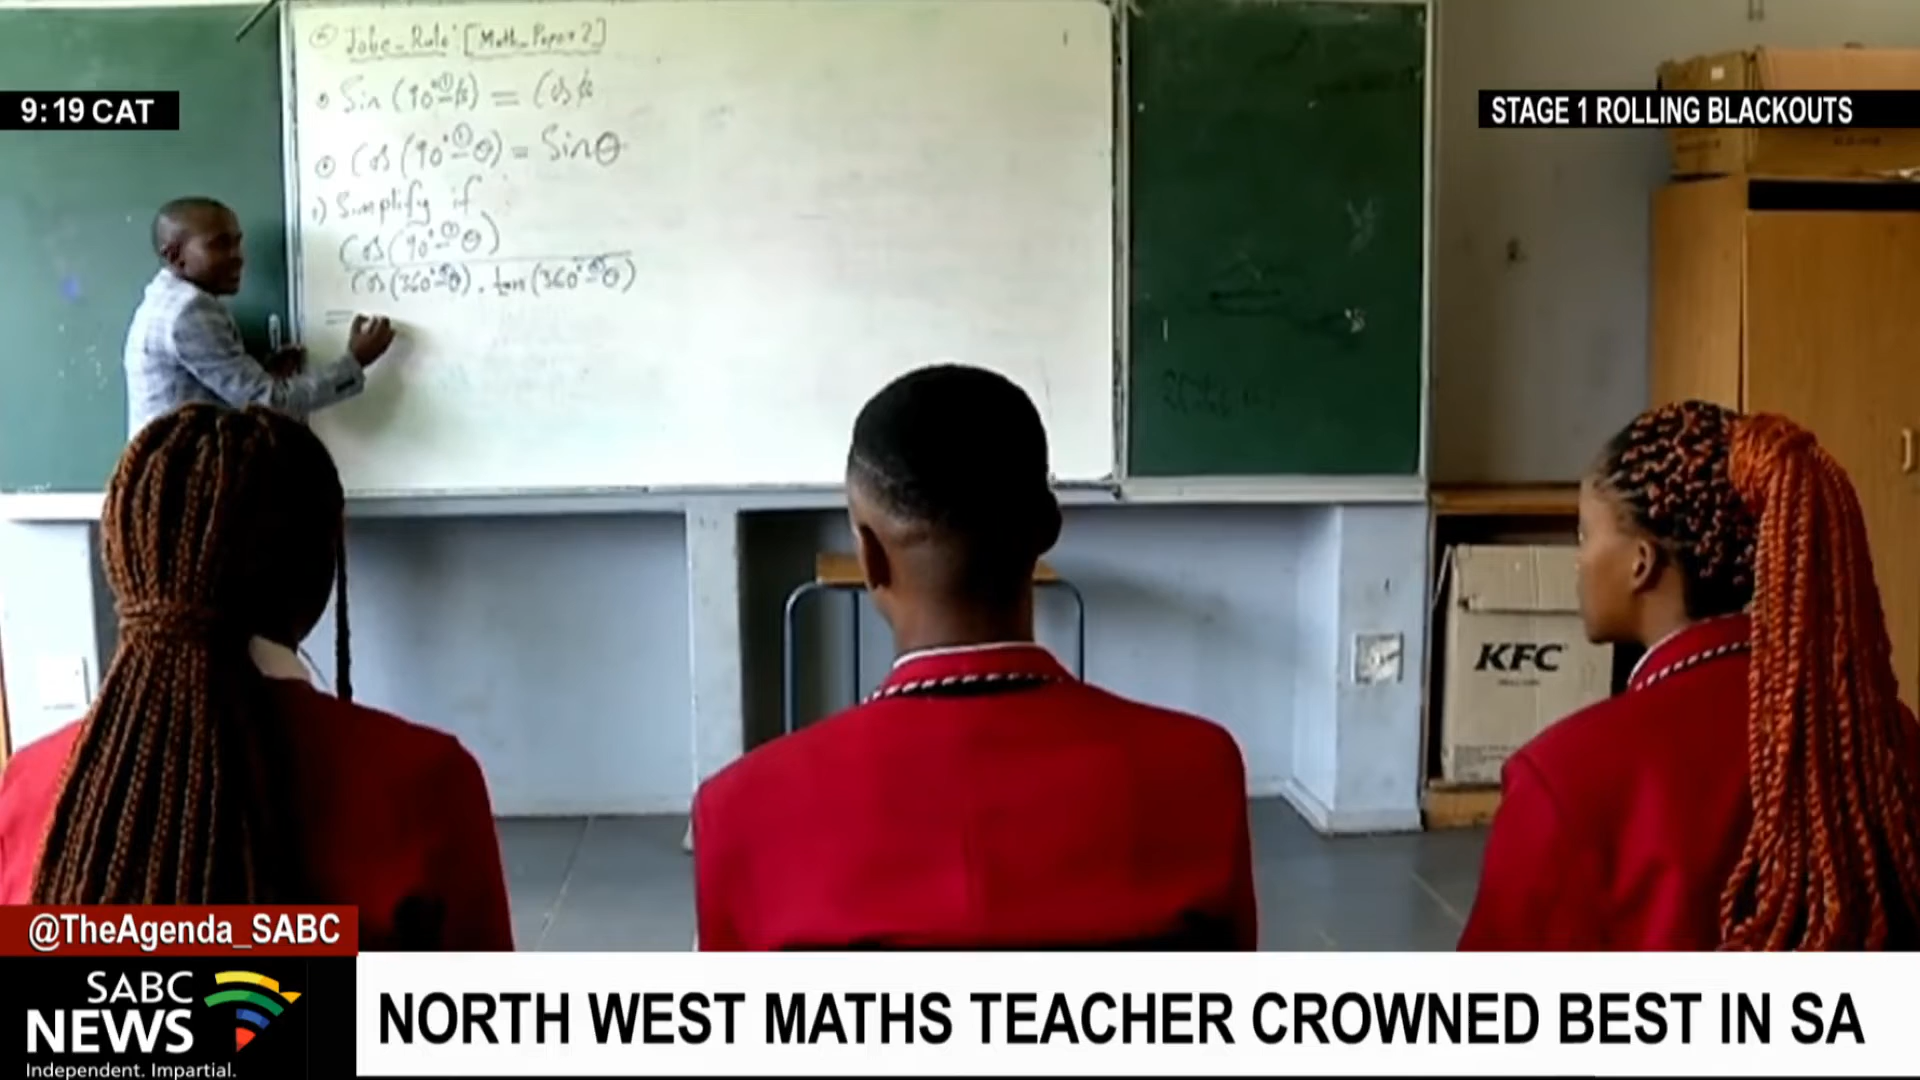 Jobe_Rule [Math_Paper 2]
Sin (90° - β) = Cos β
Cos (90° - θ) = Sin θ
1) Simplify if
Cos (90° - θ)
Cos (360° - θ) . tan (360° - θ)
=
9:19 CAT
STAGE 1 ROLLING BLACKOUTS
KFC
@TheAgenda_SABC
SABC
NEWS
Independent. Impartial.
NORTH WEST MATHS TEACHER CROWNED BEST IN SA